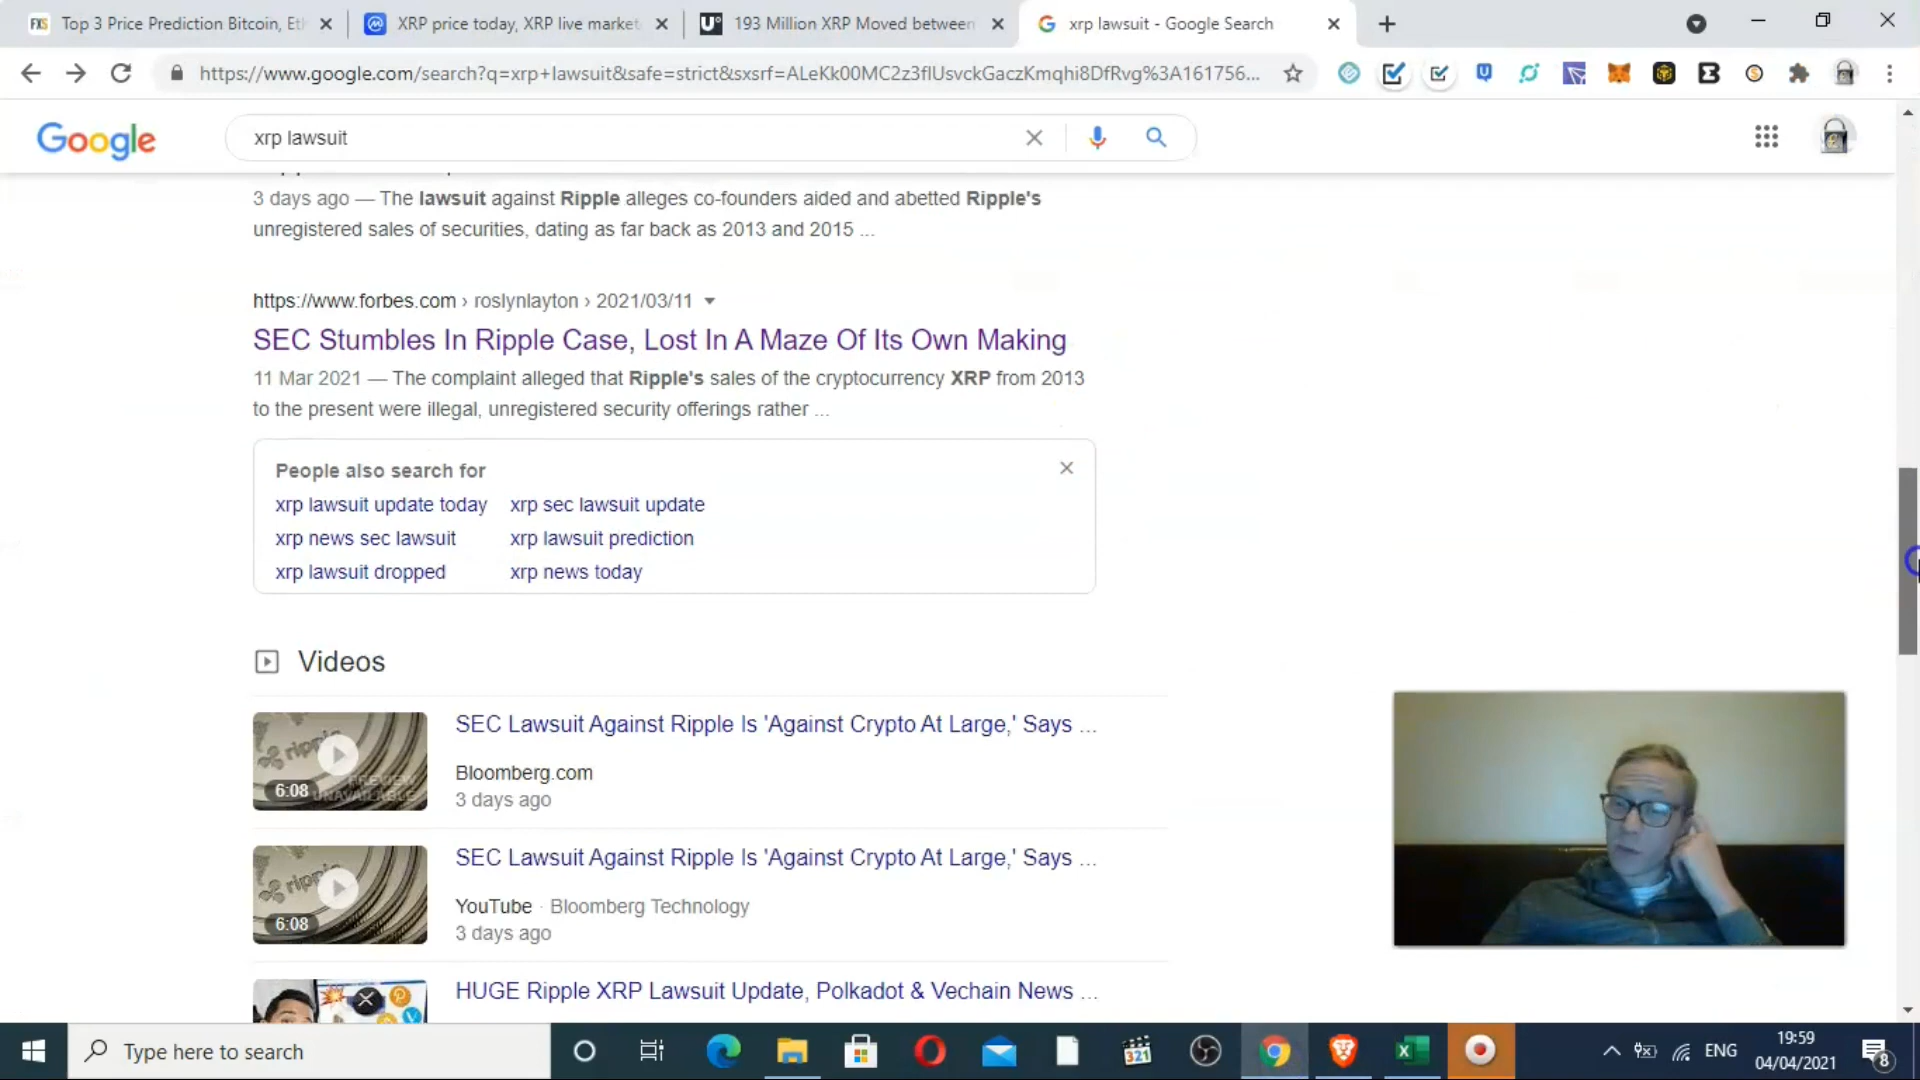 Top 3 Price Prediction Bitcoin, Eth
XRP price today, XRP live market
193 Million XRP Moved between
xrp lawsuit - Google Search
https://www.google.com/search?q=xrp+lawsuit&safe=strict&sxsrf=ALeKk00MC2z3flUsvckGaczKmqhi8DfRvg%3A161756...
Google
xrp lawsuit
3 days ago — The lawsuit against Ripple alleges co-founders aided and abetted Ripple's
unregistered sales of securities, dating as far back as 2013 and 2015 ...
https://www.forbes.com › roslynlayton › 2021/03/11
SEC Stumbles In Ripple Case, Lost In A Maze Of Its Own Making
11 Mar 2021 — The complaint alleged that Ripple's sales of the cryptocurrency XRP from 2013
to the present were illegal, unregistered security offerings rather ...
People also search for
xrp lawsuit update today
xrp sec lawsuit update
xrp news sec lawsuit
xrp lawsuit prediction
xrp lawsuit dropped
xrp news today
Videos
SEC Lawsuit Against Ripple Is 'Against Crypto At Large,' Says ...
ripple
PREVIEW
UNAVAILABLE
6:08
Bloomberg.com
3 days ago
SEC Lawsuit Against Ripple Is 'Against Crypto At Large,' Says ...
ripple
6:08
YouTube · Bloomberg Technology
3 days ago
HUGE Ripple XRP Lawsuit Update, Polkadot & Vechain News ...
Type here to search
321
ENG
19:59
04/04/2021
8